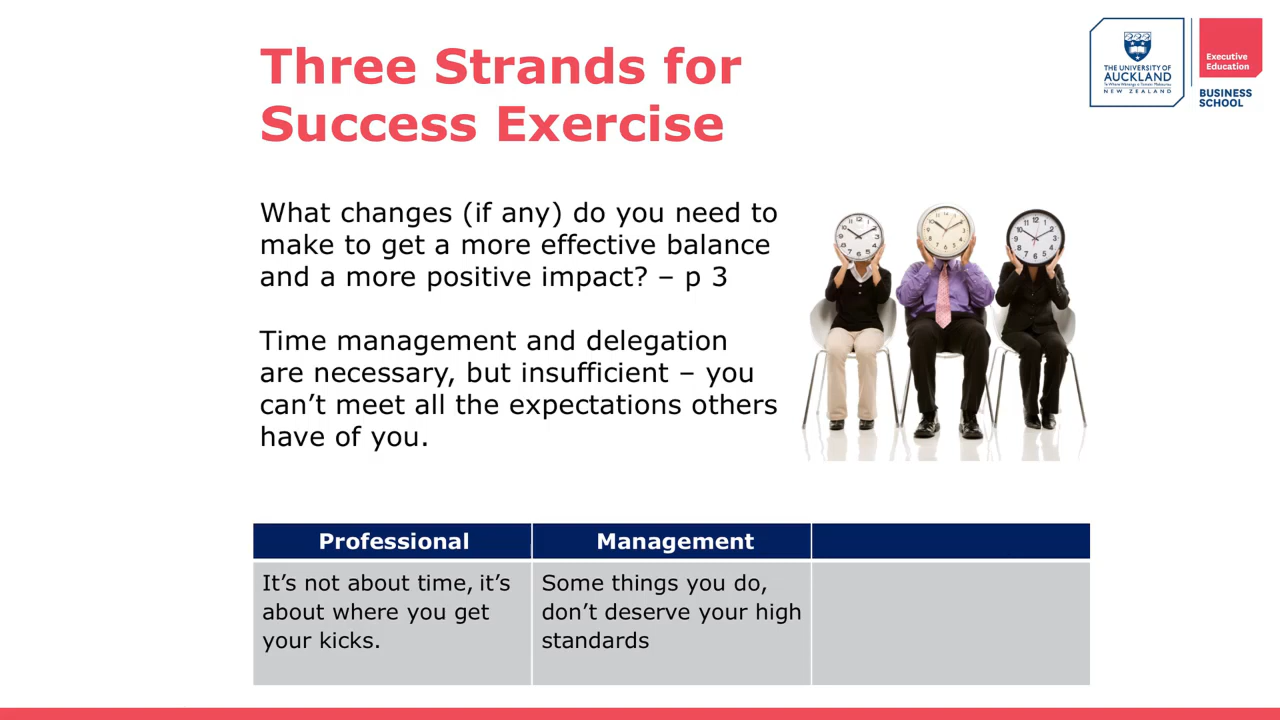 Three Strands for
Success Exercise
THE UNIVERSITY OF
AUCKLAND
NEW ZEALAND
Executive
Education
BUSINESS
SCHOOL
What changes (if any) do you need to
make to get a more effective balance
and a more positive impact? – p 3
Time management and delegation
are necessary, but insufficient – you
can’t meet all the expectations others
have of you.
Professional
Management
It’s not about time, it’s
about where you get
your kicks.
Some things you do,
don’t deserve your high
standards